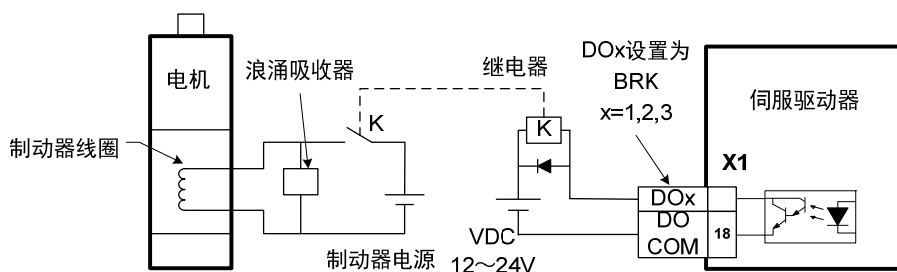 电机
制动器线圈
浪涌吸收器
K
制动器电源
继电器
K
VDC
12～24V
DOx设置为
BRK
x=1,2,3
伺服驱动器
X1
DOx
DO
COM
18